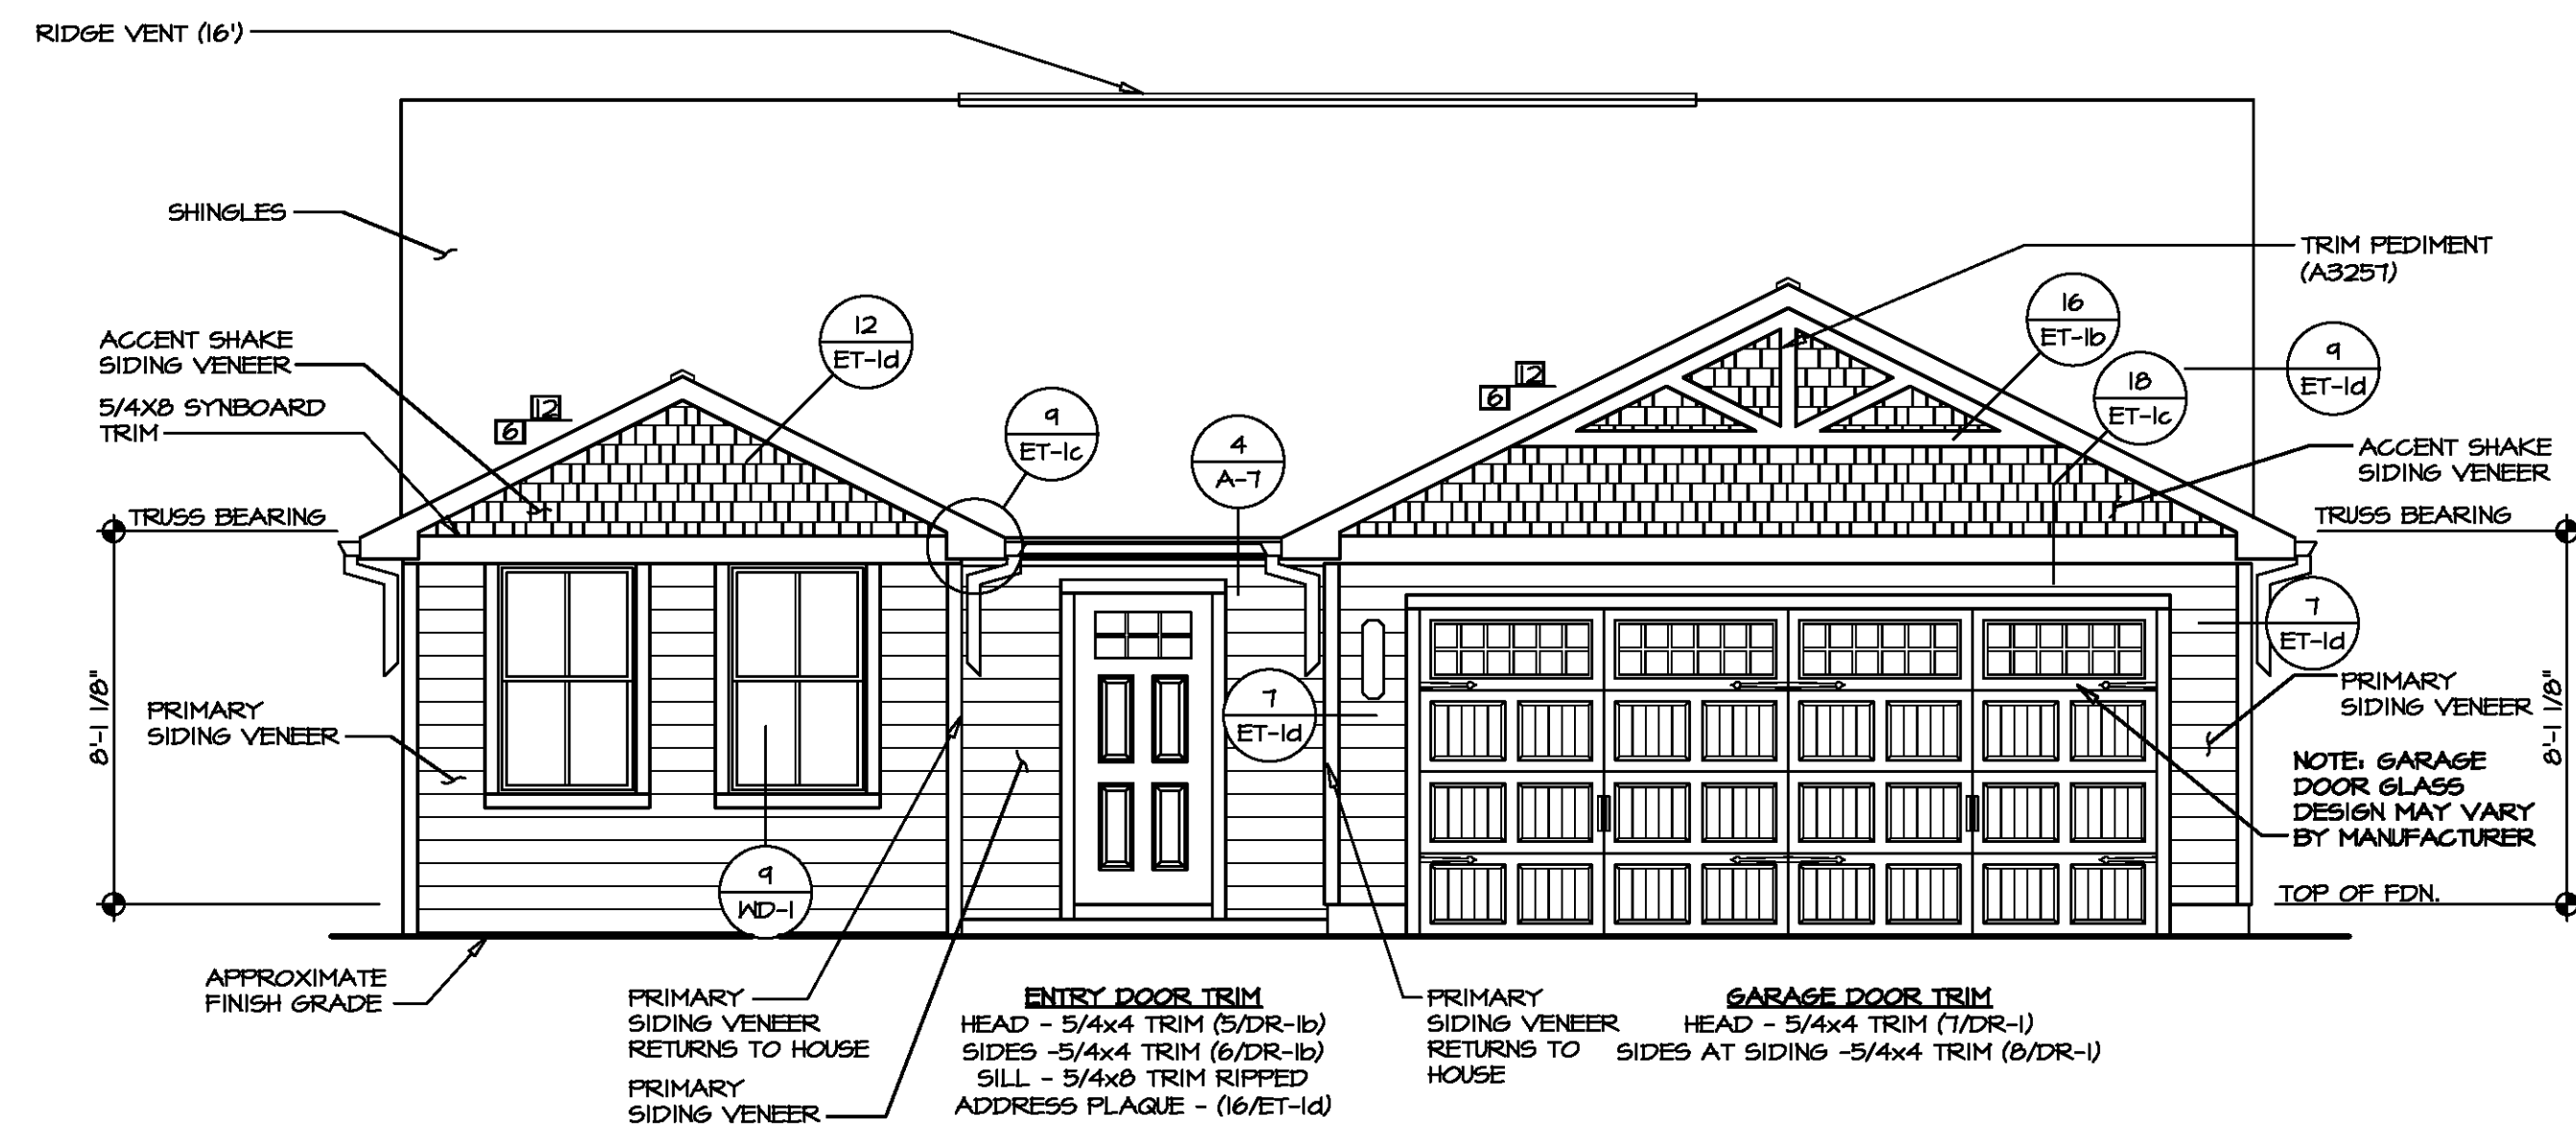 RIDGE VENT (16')
SHINGLES
TRIM PEDIMENT
(A3257)
12
ET-1d
16
ET-1b
9
ET-1d
ACCENT SHAKE
SIDING VENEER
5/4X8 SYNBOARD
TRIM
12
6
9
ET-1c
4
A-7
12
6
18
ET-1c
ACCENT SHAKE
SIDING VENEER
TRUSS BEARING
TRUSS BEARING
8'-1 1/8"
PRIMARY
SIDING VENEER
7
ET-1d
7
ET-1d
PRIMARY
SIDING VENEER
8'-1 1/8"
NOTE: GARAGE
DOOR GLASS
DESIGN MAY VARY
BY MANUFACTURER
9
WD-1
TOP OF FDN.
APPROXIMATE
FINISH GRADE
PRIMARY
SIDING VENEER
RETURNS TO HOUSE
PRIMARY
SIDING VENEER
ENTRY DOOR TRIM
HEAD - 5/4x4 TRIM (5/DR-1b)
SIDES -5/4x4 TRIM (6/DR-1b)
SILL - 5/4x8 TRIM RIPPED
ADDRESS PLAQUE - (16/ET-1d)
PRIMARY
SIDING VENEER
RETURNS TO
HOUSE
GARAGE DOOR TRIM
HEAD - 5/4x4 TRIM (7/DR-1)
SIDES AT SIDING -5/4x4 TRIM (8/DR-1)